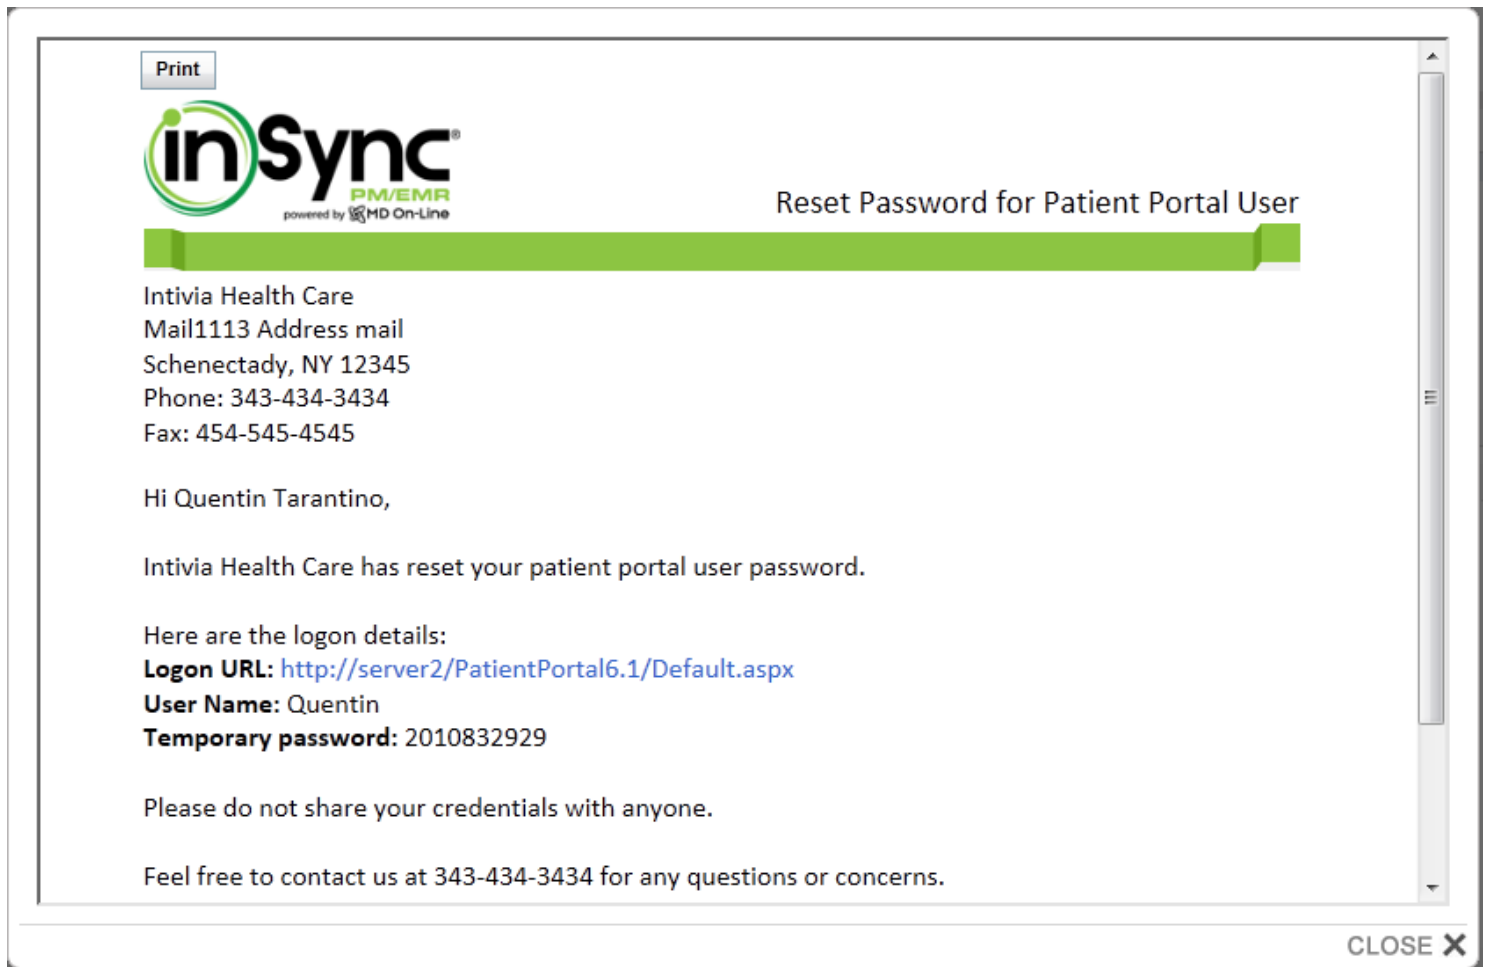 Print
inSync®
PM/EMR
powered by MD On-Line
Reset Password for Patient Portal User
Intivia Health Care
Mail1113 Address mail
Schenectady, NY 12345
Phone: 343-434-3434
Fax: 454-545-4545
Hi Quentin Tarantino,
Intivia Health Care has reset your patient portal user password.
Here are the logon details:
Logon URL: http://server2/PatientPortal6.1/Default.aspx
User Name: Quentin
Temporary password: 2010832929
Please do not share your credentials with anyone.
Feel free to contact us at 343-434-3434 for any questions or concerns.
CLOSE